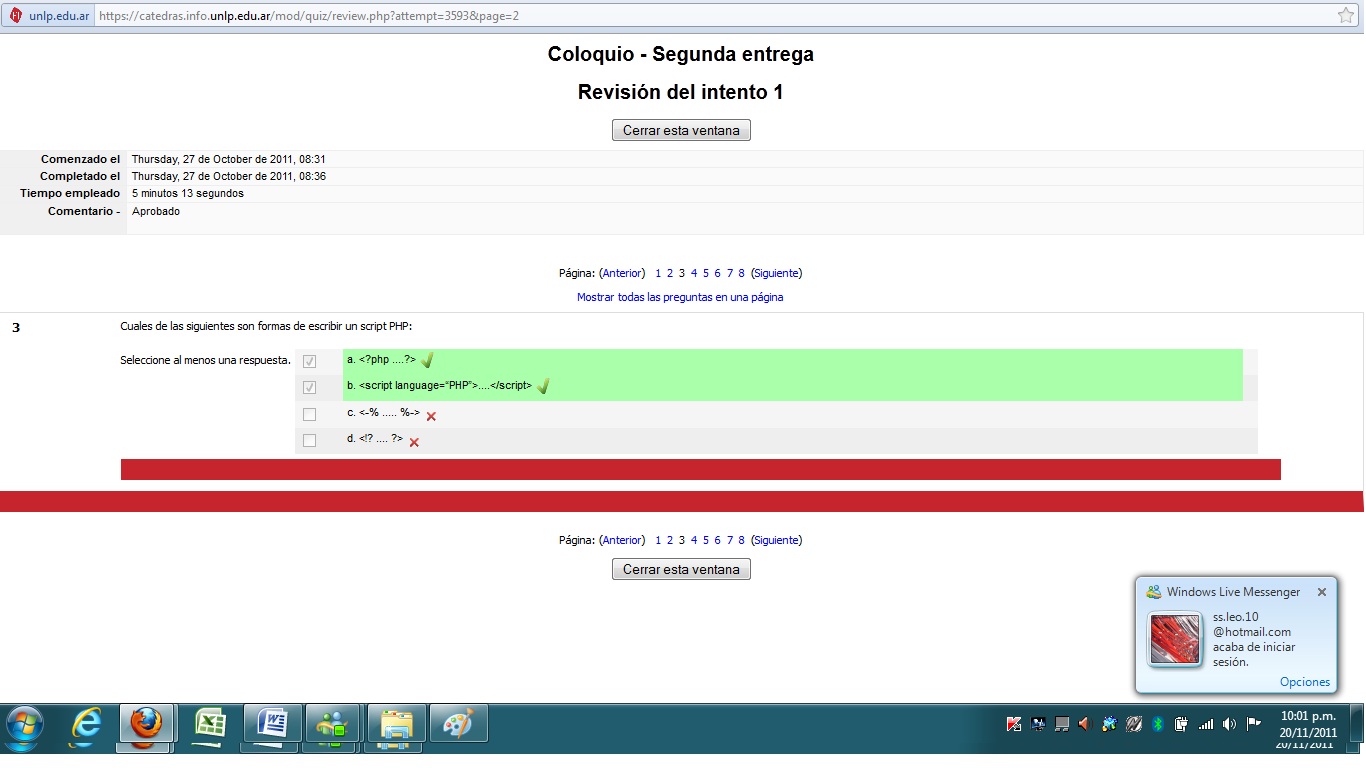 unlp.edu.ar https://catedras.info.unlp.edu.ar/mod/quiz/review.php?attempt=3593&page=2
Coloquio - Segunda entrega
Revisión del intento 1
Cerrar esta ventana
Comenzado el Thursday, 27 de October de 2011, 08:31
Completado el Thursday, 27 de October de 2011, 08:36
Tiempo empleado 5 minutos 13 segundos
Comentario - Aprobado
Página: (Anterior) 1 2 3 4 5 6 7 8 (Siguiente)
Mostrar todas las preguntas en una página
3 Cuales de las siguientes son formas de escribir un script PHP:
Seleccione al menos una respuesta. a. <?php ....?>
b. <script language="PHP">....</script>
c. <-% ..... %->
d. <!? .... ?>
Página: (Anterior) 1 2 3 4 5 6 7 8 (Siguiente)
Cerrar esta ventana
Windows Live Messenger
ss.leo.10
@hotmail.com
acaba de iniciar
sesión.
Opciones
10:01 p.m.
20/11/2011
20/11/2011